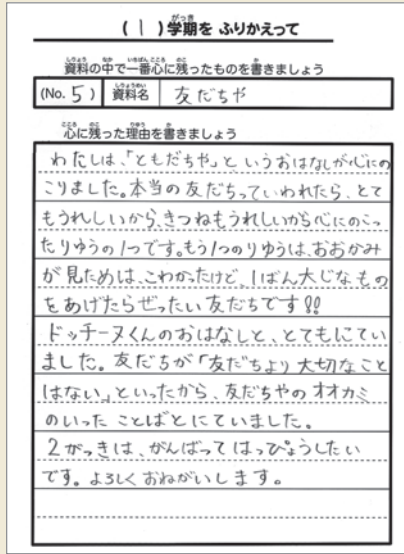 (1)学期を ふりかえって
資料の中で一番心に残ったものを書きましょう
(No. 5) 資料名 友だちや
心に残った理由を書きましょう
わたしは、「ともだちや」と、いうおはなしが心にの
こりました。本当の友だちっていわれたら、とて
もうれしいから、きつねもうれしいから心にのこっ
たりゆうの1つです。もう1つのりゆうは、おおかみ
が見ためは、こわかったけど、1ばん大じなもの
をあげたらぜったい友だちです!!
ドッチーヌくんのおはなしと、とてもにてい
ました。友だちが「友だちより大切なこと
はない」といったから、友だちやのオオカミ
のいった ことばとにていました。
2がっきは、がんばってはっぴょうしたい
です。よろしくおねがいします。